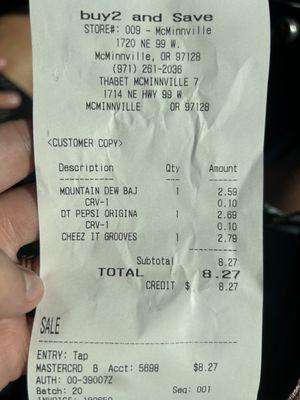 buy2 and Save
STORE#: 009 - McMinnville
1720 NE 99 W.
McMinnville, OR 97128
(971) 261-2036
THABET MCMINNVILLE 7
1714 NE HWY 99 W
MCMINNVILLE OR 97128
<CUSTOMER COPY>
Description Qty Amount
MOUNTAIN DEW BAJ 1 2.59
CRV-1 0.10
DT PEPSI ORIGINA 1 2.69
CRV-1 0.10
CHEEZ IT GROOVES 1 2.79
Subtotal 8.27
TOTAL 8.27
CREDIT $ 8.27
SALE
ENTRY: Tap
MASTERCRD B Acct: 5698 $8.27
AUTH: 00-39007Z
Batch: 20 Seq: 001
INVOICE: